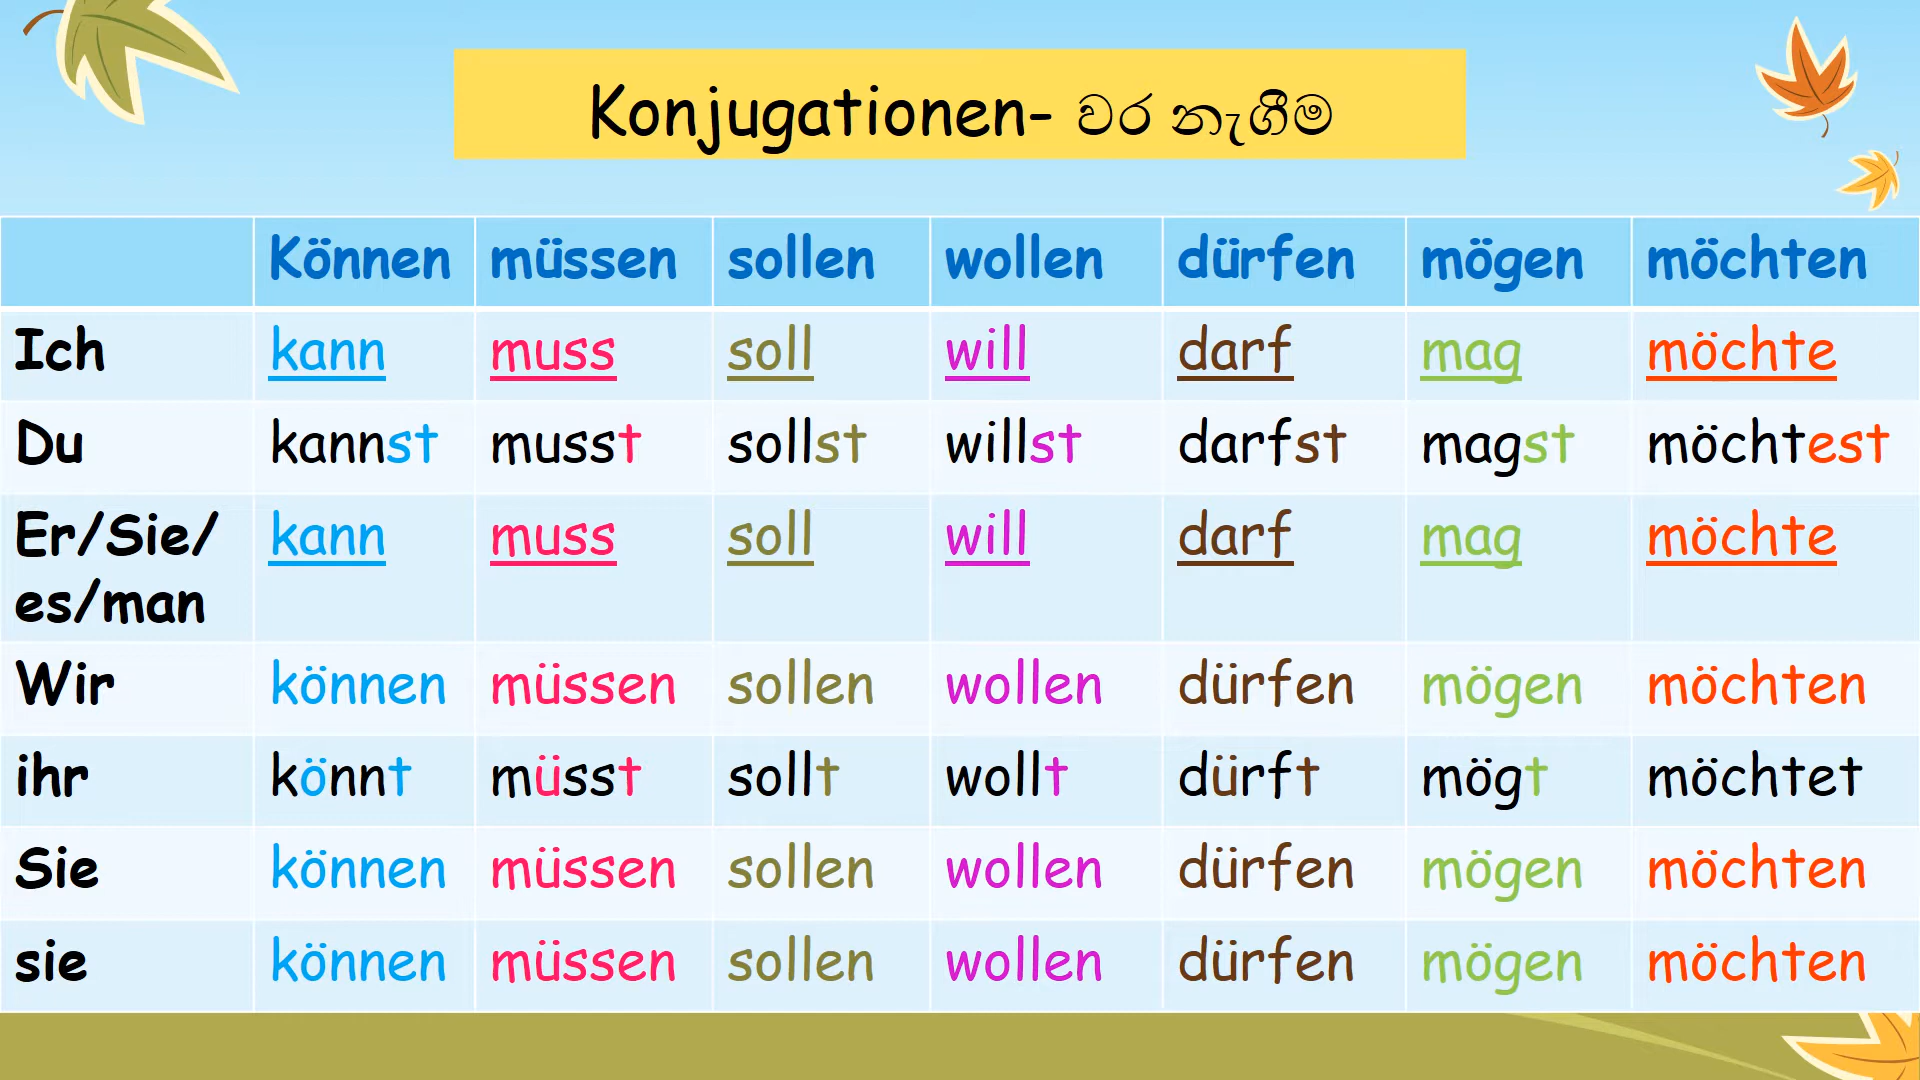 Konjugationen- වර නැගීම
Können müssen sollen wollen dürfen mögen möchten
Ich kann muss soll will darf mag möchte
Du kannst musst sollst willst darfst magst möchtest
Er/Sie/ kann muss soll will darf mag möchte
es/man
Wir können müssen sollen wollen dürfen mögen möchten
ihr könnt müsst sollt wollt dürft mögt möchtet
Sie können müssen sollen wollen dürfen mögen möchten
sie können müssen sollen wollen dürfen mögen möchten